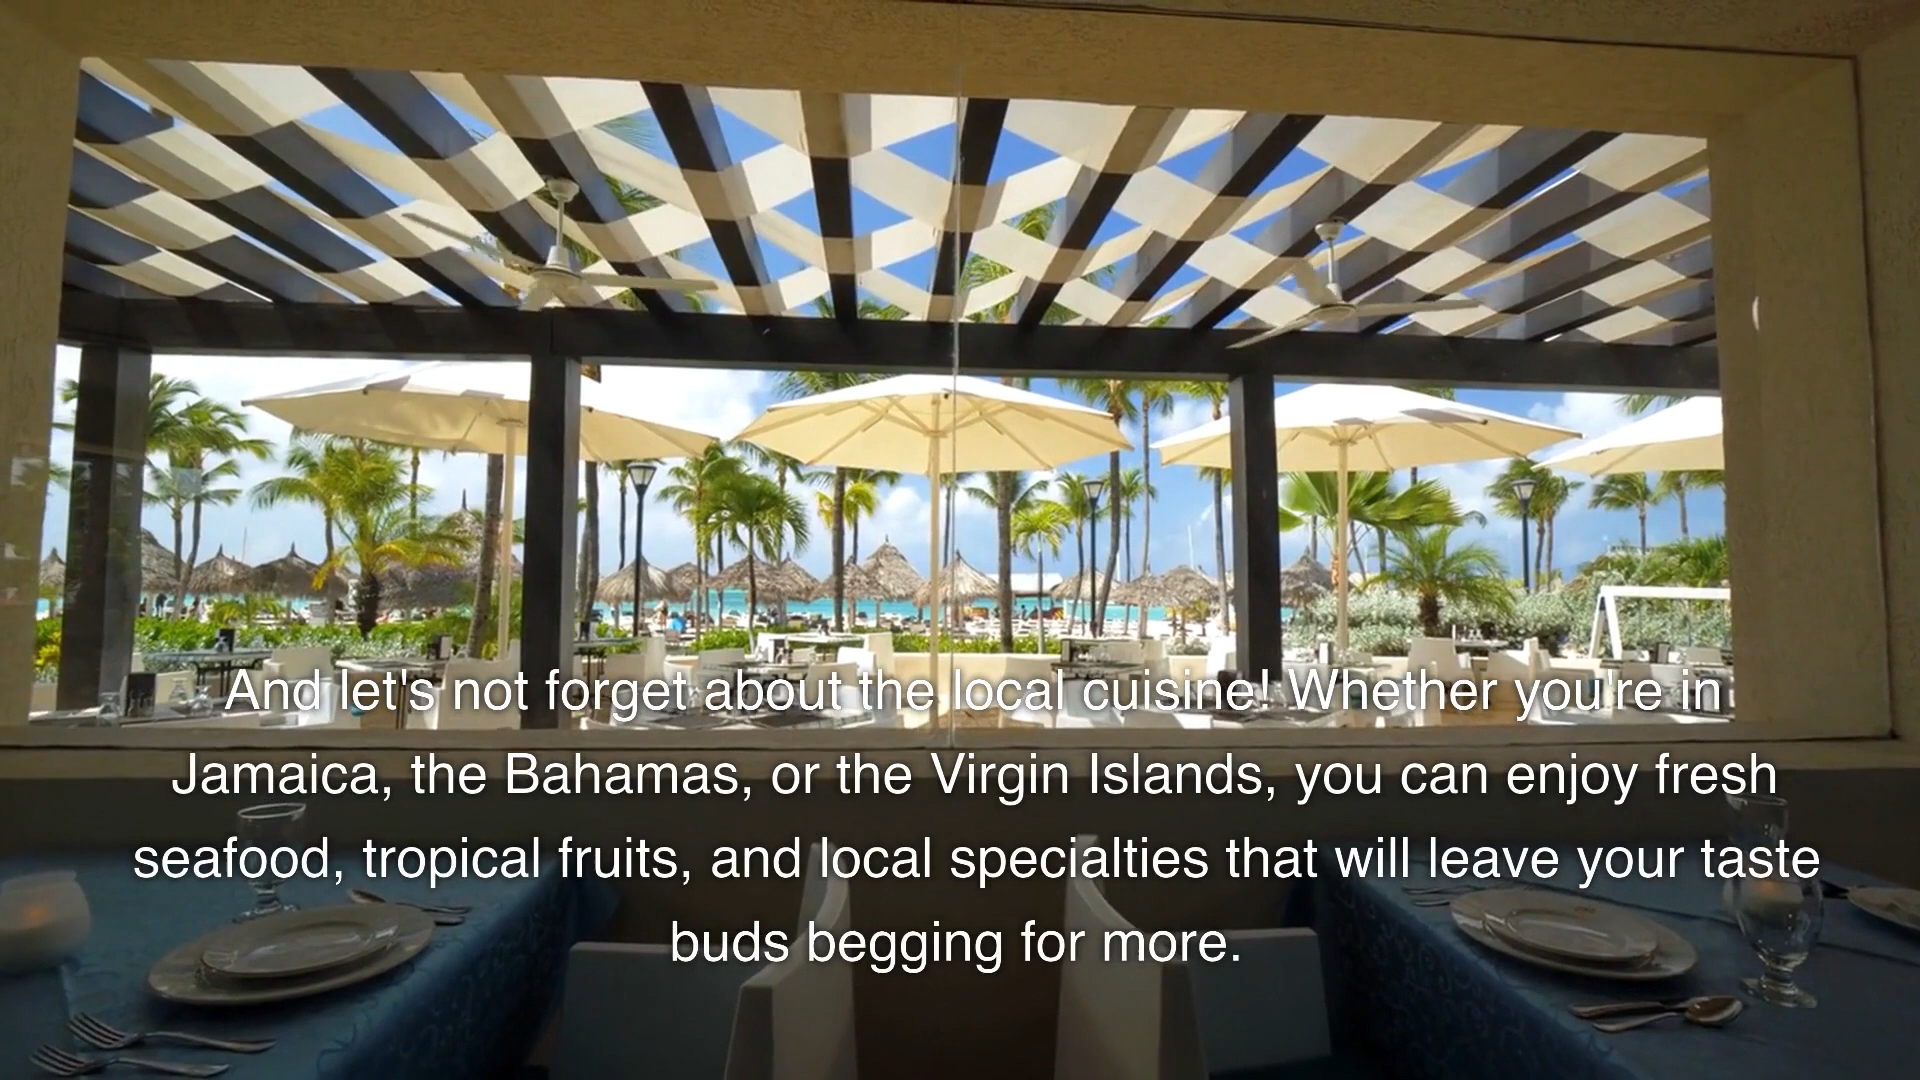 And let's not forget about the local cuisine! Whether you're in
Jamaica, the Bahamas, or the Virgin Islands, you can enjoy fresh
seafood, tropical fruits, and local specialties that will leave your taste
buds begging for more.